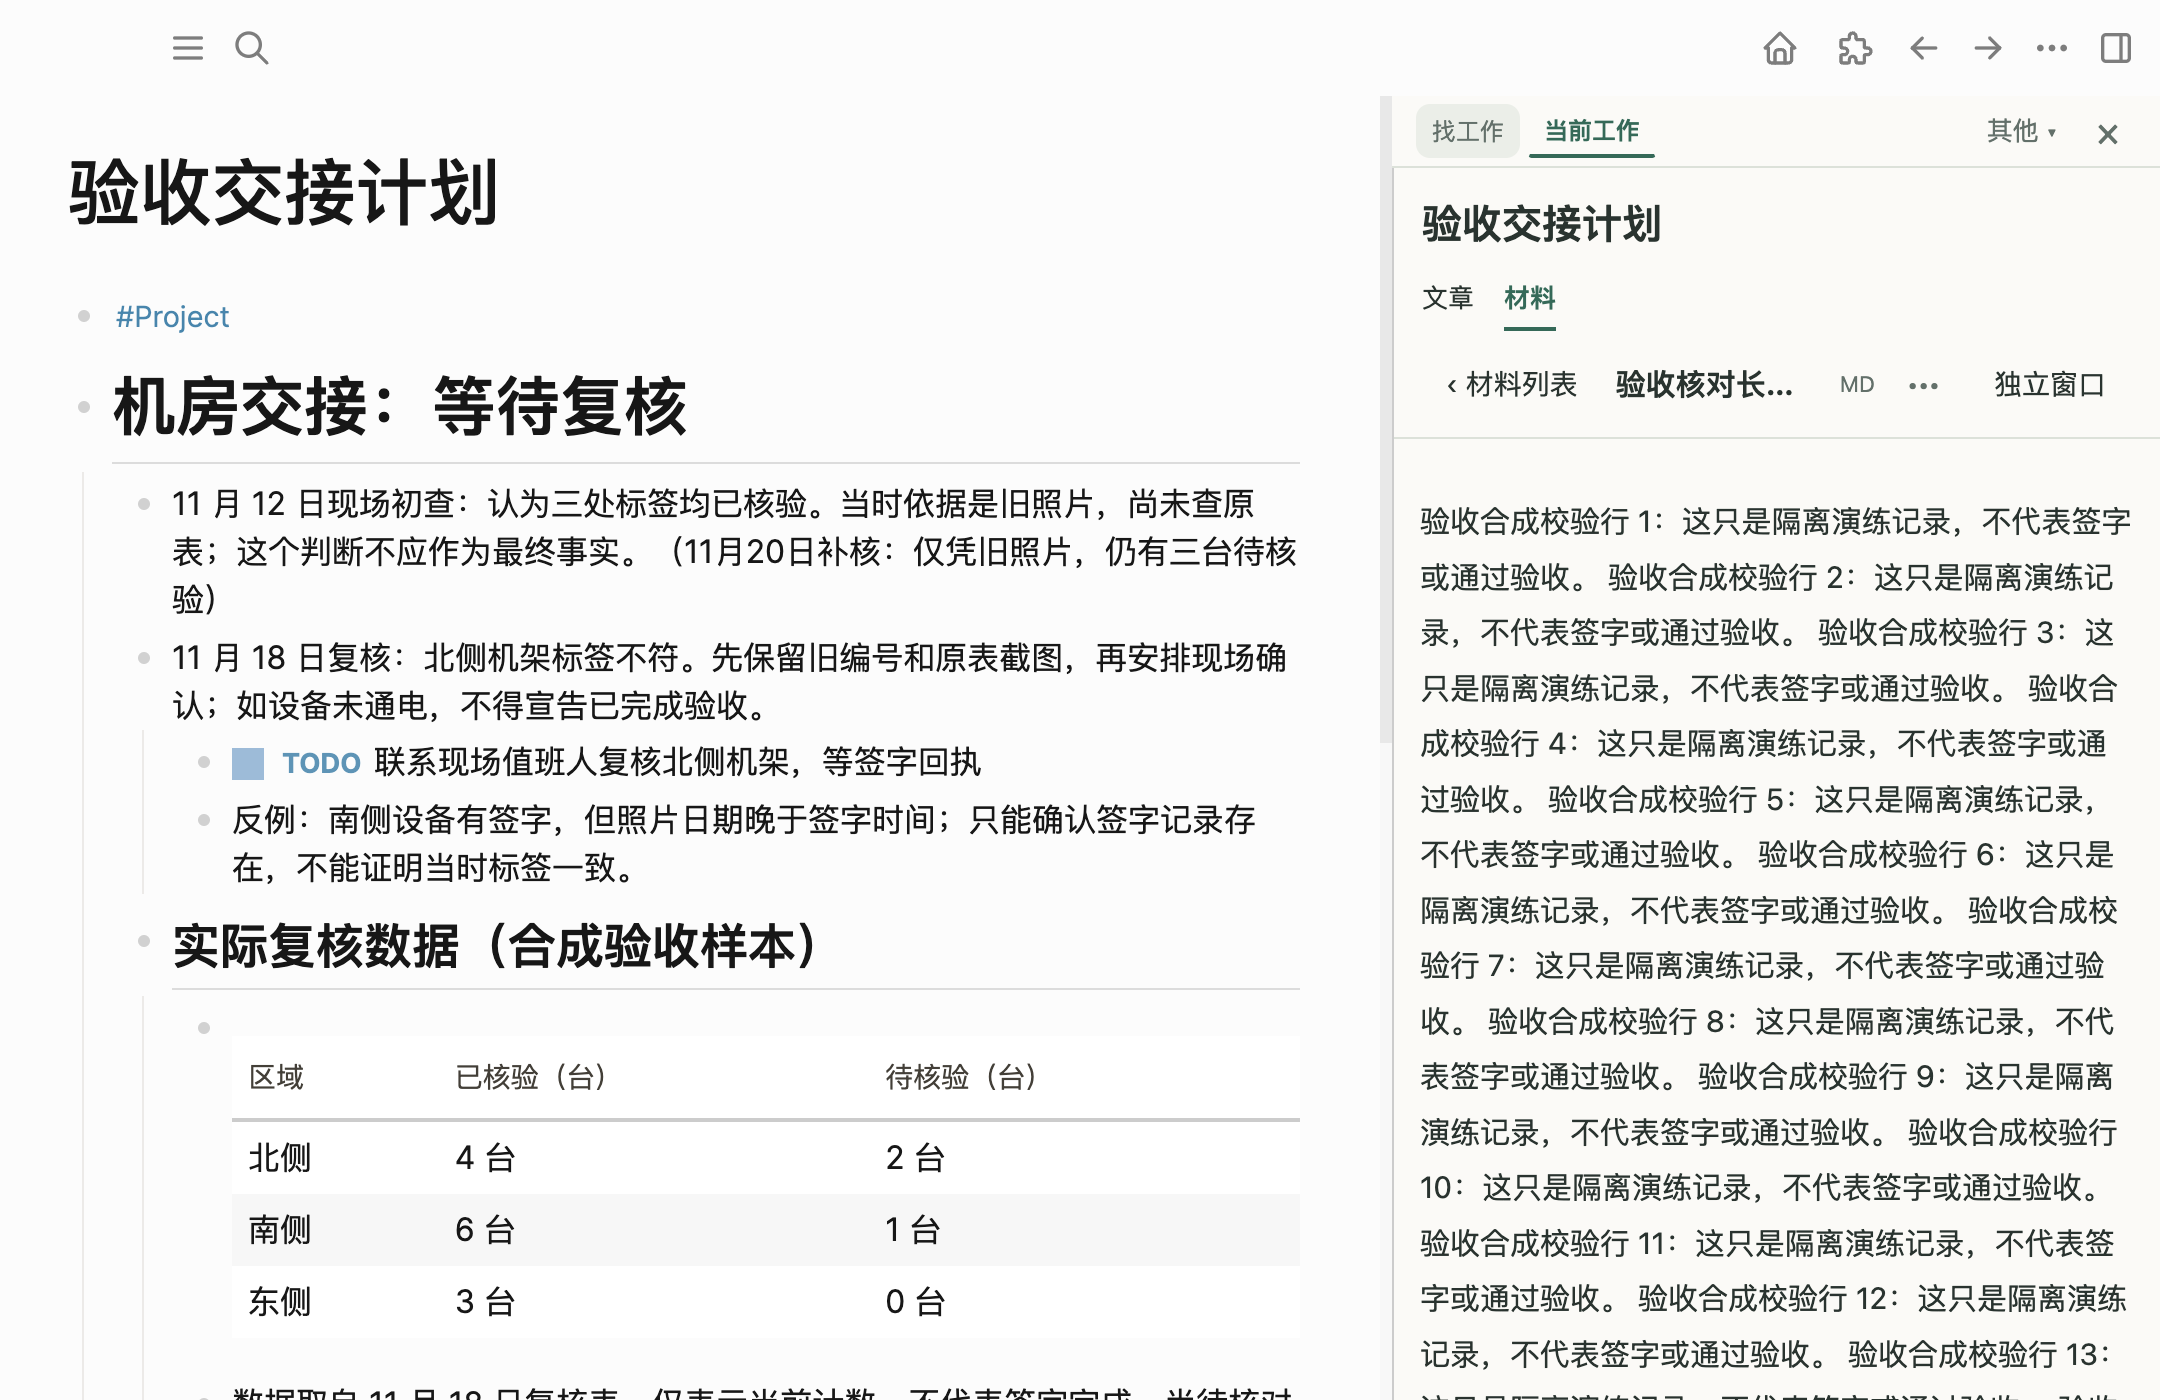 验收交接计划
#Project
机房交接：等待复核
11 月 12 日现场初查：认为三处标签均已核验。当时依据是旧照片，尚未查原
表；这个判断不应作为最终事实。（11月20日补核：仅凭旧照片，仍有三台待核
验）
11 月 18 日复核：北侧机架标签不符。先保留旧编号和原表截图，再安排现场确
认；如设备未通电，不得宣告已完成验收。
TODO 联系现场值班人复核北侧机架，等签字回执
反例：南侧设备有签字，但照片日期晚于签字时间；只能确认签字记录存
在，不能证明当时标签一致。
实际复核数据（合成验收样本）
区域 已核验（台） 待核验（台）
北侧 4 台 2 台
南侧 6 台 1 台
东侧 3 台 0 台
数据取自 11 月 18 日复核表，仅表示当前计数，不代表签字完成。当待核对
找工作 当前工作 其他 ▾ ×
验收交接计划
文章 材料
‹ 材料列表 验收核对长... MD ••• 独立窗口
验收合成校验行 1：这只是隔离演练记录，不代表签字
或通过验收。 验收合成校验行 2：这只是隔离演练记
录，不代表签字或通过验收。 验收合成校验行 3：这
只是隔离演练记录，不代表签字或通过验收。 验收合
成校验行 4：这只是隔离演练记录，不代表签字或通
过验收。 验收合成校验行 5：这只是隔离演练记录，
不代表签字或通过验收。 验收合成校验行 6：这只是
隔离演练记录，不代表签字或通过验收。 验收合成校
验行 7：这只是隔离演练记录，不代表签字或通过验
收。 验收合成校验行 8：这只是隔离演练记录，不代
表签字或通过验收。 验收合成校验行 9：这只是隔离
演练记录，不代表签字或通过验收。 验收合成校验行
10：这只是隔离演练记录，不代表签字或通过验收。
验收合成校验行 11：这只是隔离演练记录，不代表签
字或通过验收。 验收合成校验行 12：这只是隔离演练
记录，不代表签字或通过验收。 验收合成校验行 13：